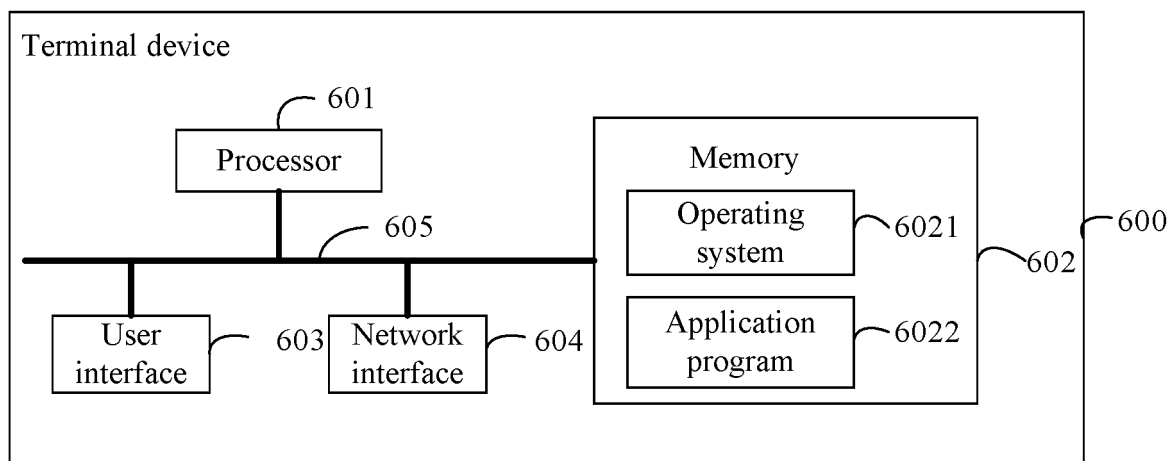 Terminal device
601
Processor
Memory
Operating
system
6021
600
605
602
User
interface
603
Network
interface
604
Application
program
6022